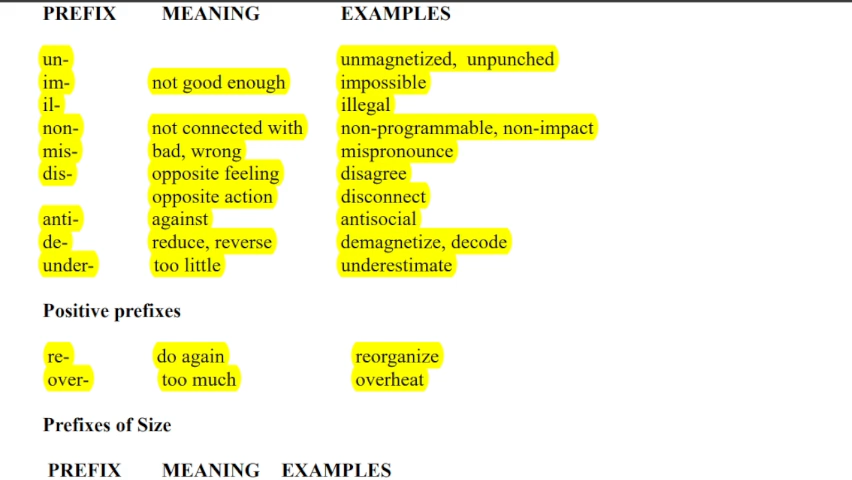 PREFIX MEANING EXAMPLES
un- unmagnetized, unpunched
im- not good enough impossible
il- illegal
non- not connected with non-programmable, non-impact
mis- bad, wrong mispronounce
dis- opposite feeling disagree
opposite action disconnect
anti- against antisocial
de- reduce, reverse demagnetize, decode
under- too little underestimate
Positive prefixes
re- do again reorganize
over- too much overheat
Prefixes of Size
PREFIX MEANING EXAMPLES